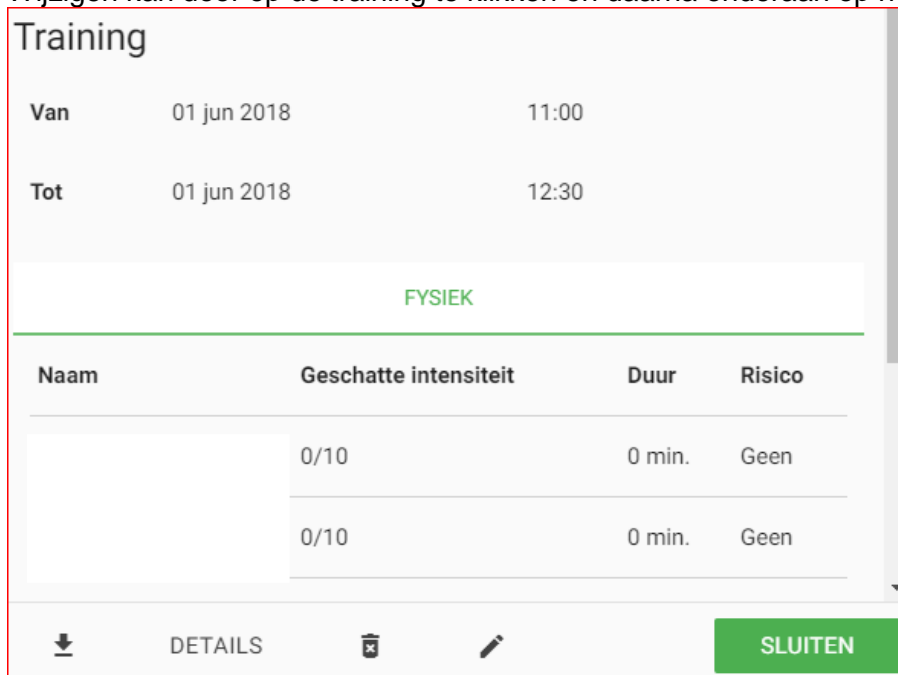 Training
Van 01 jun 2018 11:00
Tot 01 jun 2018 12:30
FYSIEK
Naam Geschatte intensiteit Duur Risico
0/10 0 min. Geen
0/10 0 min. Geen
DETAILS SLUITEN